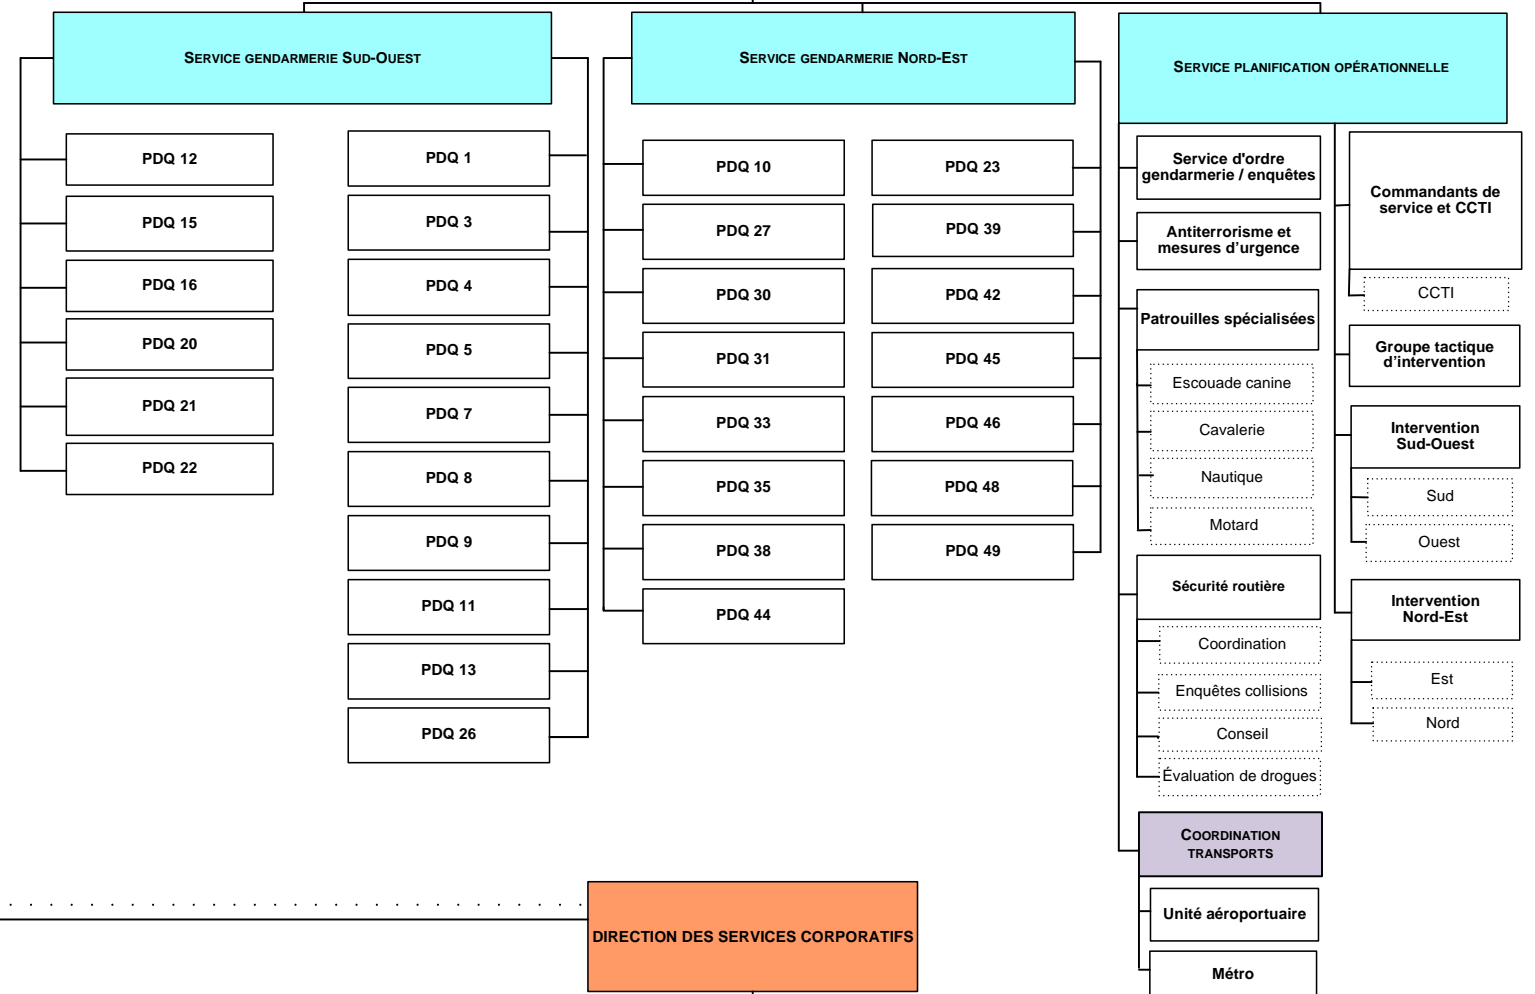 SERVICE GENDARMERIE SUD-OUEST
PDQ 12
PDQ 15
PDQ 16
PDQ 20
PDQ 21
PDQ 22
PDQ 1
PDQ 3
PDQ 4
PDQ 5
PDQ 7
PDQ 8
PDQ 9
PDQ 11
PDQ 13
PDQ 26
SERVICE GENDARMERIE NORD-EST
PDQ 10
PDQ 27
PDQ 30
PDQ 31
PDQ 33
PDQ 35
PDQ 38
PDQ 44
PDQ 23
PDQ 39
PDQ 42
PDQ 45
PDQ 46
PDQ 48
PDQ 49
SERVICE PLANIFICATION OPÉRATIONNELLE
Service d'ordre
gendarmerie / enquêtes
Antiterrorisme et
mesures d’urgence
Patrouilles spécialisées
Escouade canine
Cavalerie
Nautique
Motard
Sécurité routière
Coordination
Enquêtes collisions
Conseil
Évaluation de drogues
COORDINATION
TRANSPORTS
Unité aéroportuaire
Métro
Commandants de
service et CCTI
CCTI
Groupe tactique
d’intervention
Intervention
Sud-Ouest
Sud
Ouest
Intervention
Nord-Est
Est
Nord
DIRECTION DES SERVICES CORPORATIFS